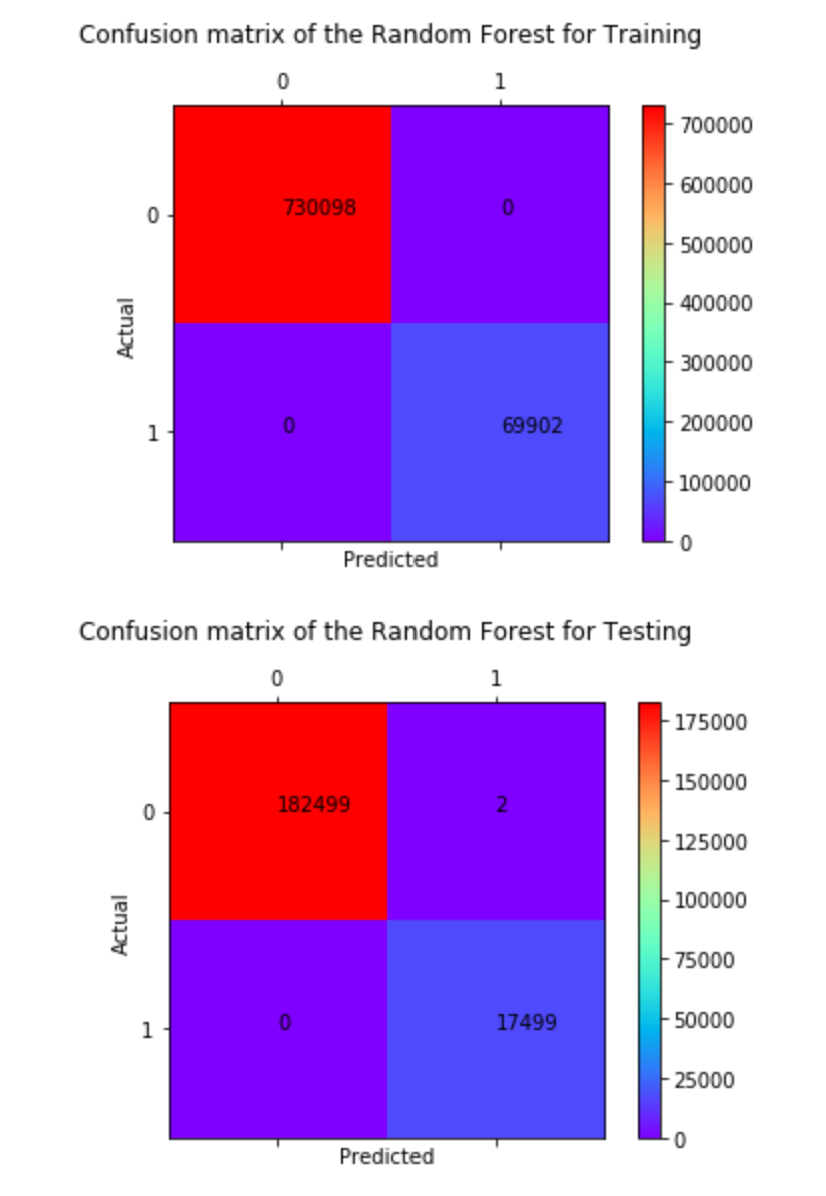 Confusion matrix of the Random Forest for Training
0 1
700000
0 730098 0
600000
500000
400000
Actual
300000
200000
1 0 69902
100000
0
Predicted
Confusion matrix of the Random Forest for Testing
0 1
175000
0 182499 2
150000
125000
100000
Actual
75000
50000
1 0 17499
25000
0
Predicted